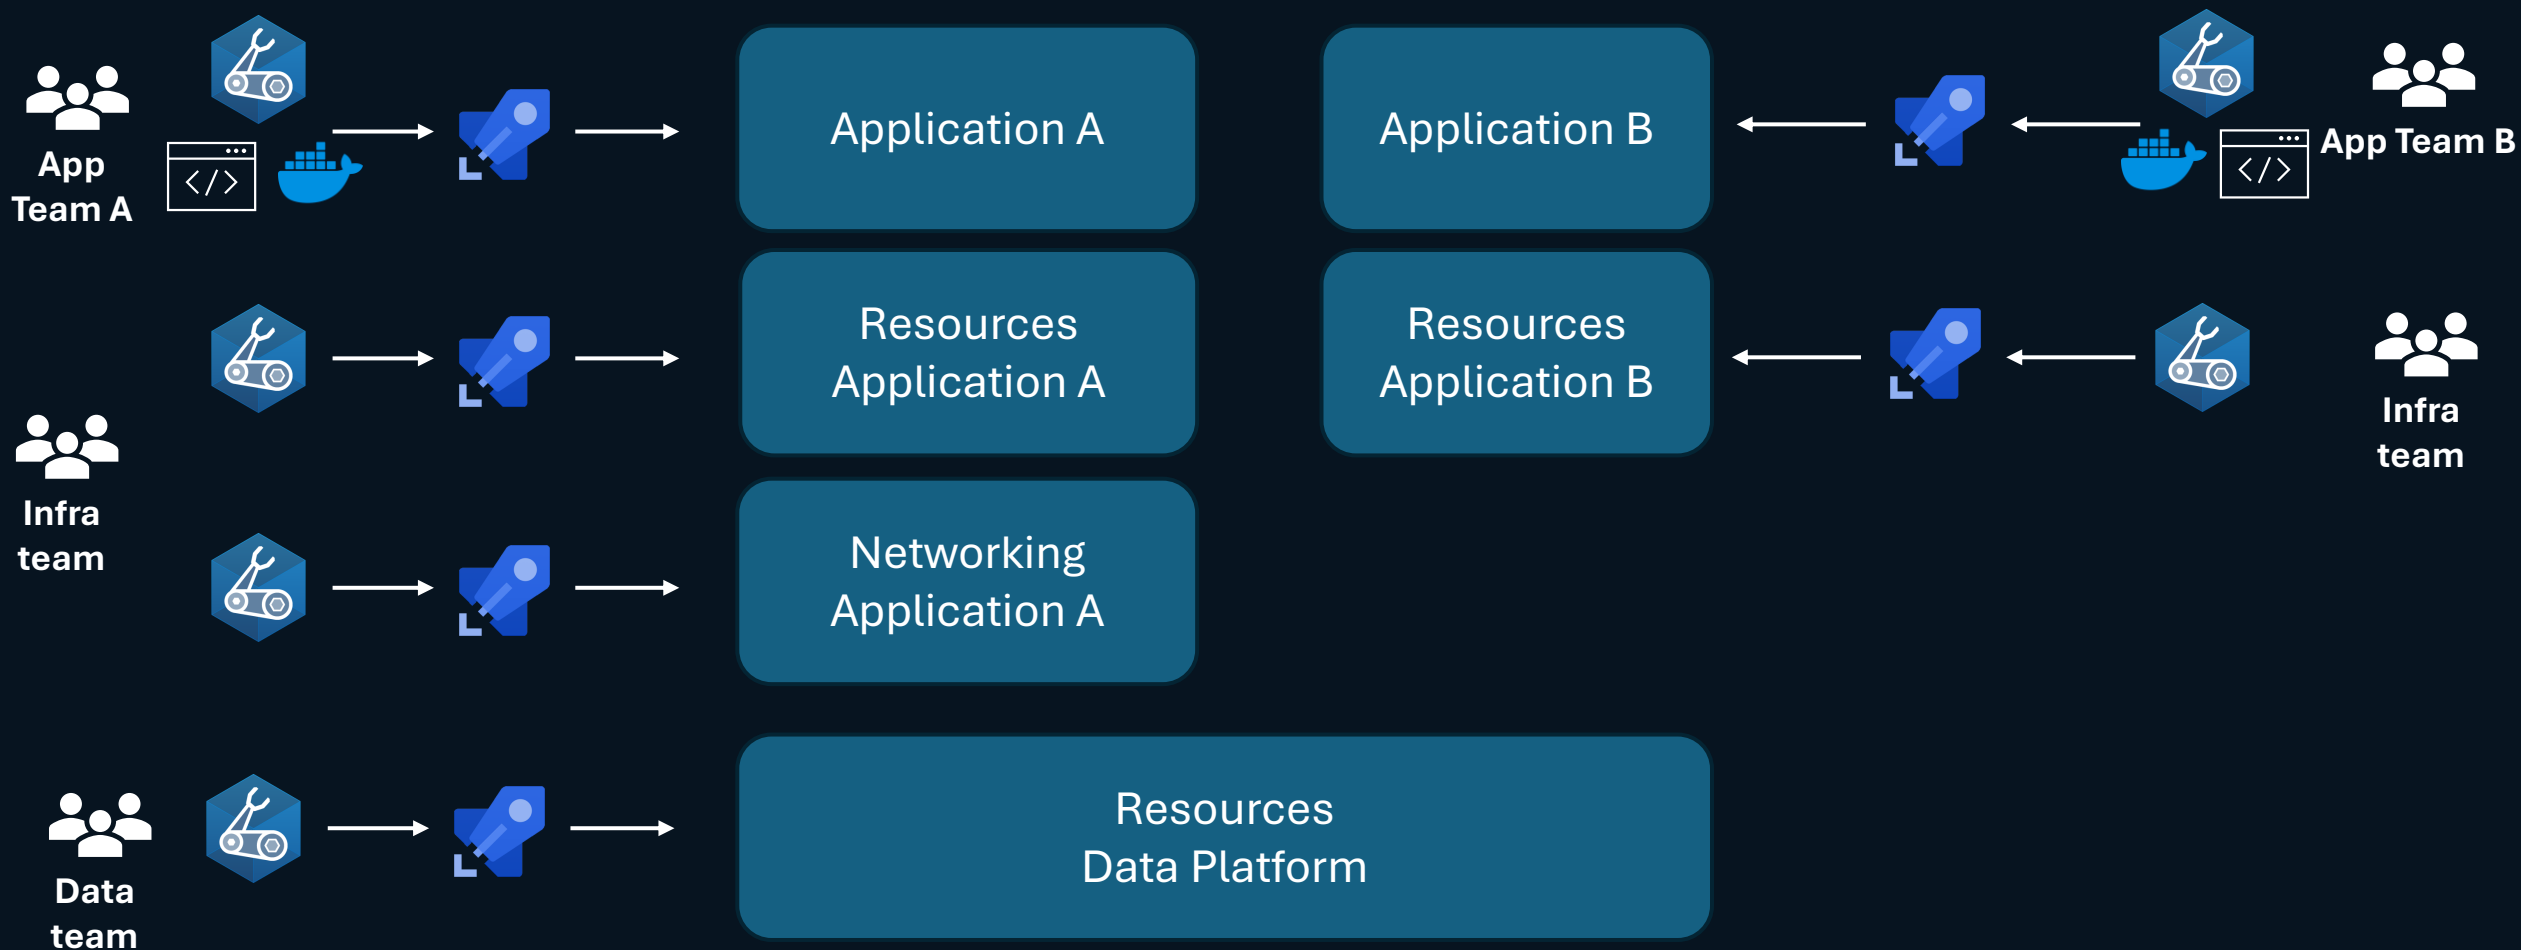 App
Team A
</>
Application A
Application B
</>
App Team B
Resources
Application A
Resources
Application B
Infra
team
Infra
team
Networking
Application A
Resources
Data Platform
Data
team